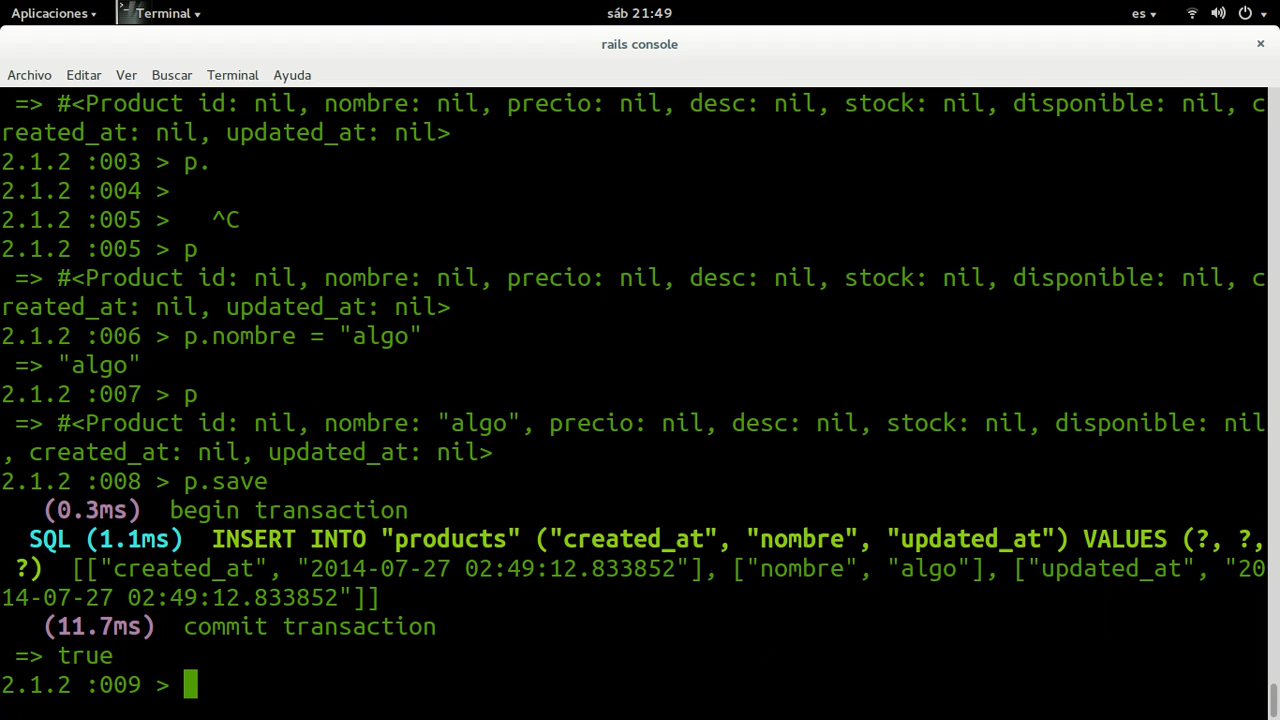 Aplicaciones Terminal sáb 21:49 es
rails console
Archivo Editar Ver Buscar Terminal Ayuda
=> #<Product id: nil, nombre: nil, precio: nil, desc: nil, stock: nil, disponible: nil, c
reated_at: nil, updated_at: nil>
2.1.2 :003 > p.
2.1.2 :004 >
2.1.2 :005 >   ^C
2.1.2 :005 > p
=> #<Product id: nil, nombre: nil, precio: nil, desc: nil, stock: nil, disponible: nil, c
reated_at: nil, updated_at: nil>
2.1.2 :006 > p.nombre = "algo"
=> "algo"
2.1.2 :007 > p
=> #<Product id: nil, nombre: "algo", precio: nil, desc: nil, stock: nil, disponible: nil
, created_at: nil, updated_at: nil>
2.1.2 :008 > p.save
(0.3ms)  begin transaction
SQL (1.1ms)  INSERT INTO "products" ("created_at", "nombre", "updated_at") VALUES (?, ?,
?)  [["created_at", "2014-07-27 02:49:12.833852"], ["nombre", "algo"], ["updated_at", "20
14-07-27 02:49:12.833852"]]
(11.7ms)  commit transaction
=> true
2.1.2 :009 >